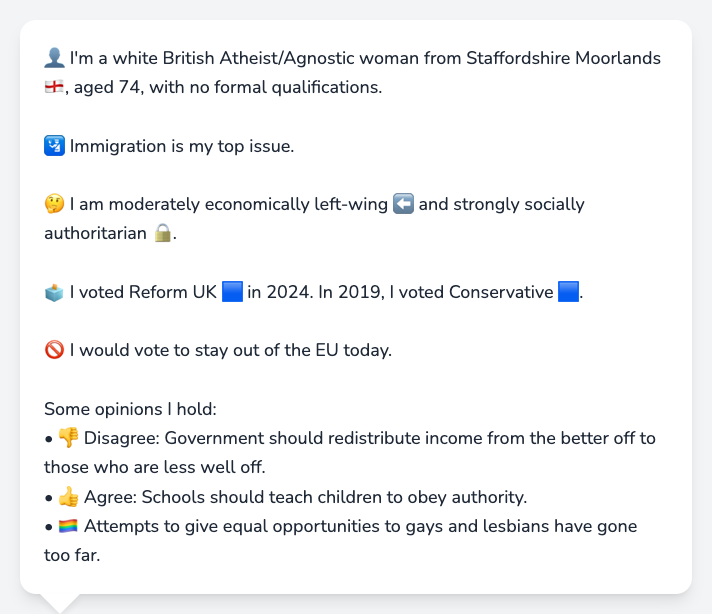 👤 I'm a white British Atheist/Agnostic woman from Staffordshire Moorlands
🏴󠁧󠁢󠁥󠁮󠁧󠁿, aged 74, with no formal qualifications.
🛂 Immigration is my top issue.
🤔 I am moderately economically left-wing ⬅️ and strongly socially
authoritarian 🔒.
🗳️ I voted Reform UK 🟦 in 2024. In 2019, I voted Conservative 🟦.
🚫 I would vote to stay out of the EU today.
Some opinions I hold:
• 👎 Disagree: Government should redistribute income from the better off to
those who are less well off.
• 👍 Agree: Schools should teach children to obey authority.
• 🏳️‍🌈 Attempts to give equal opportunities to gays and lesbians have gone
too far.